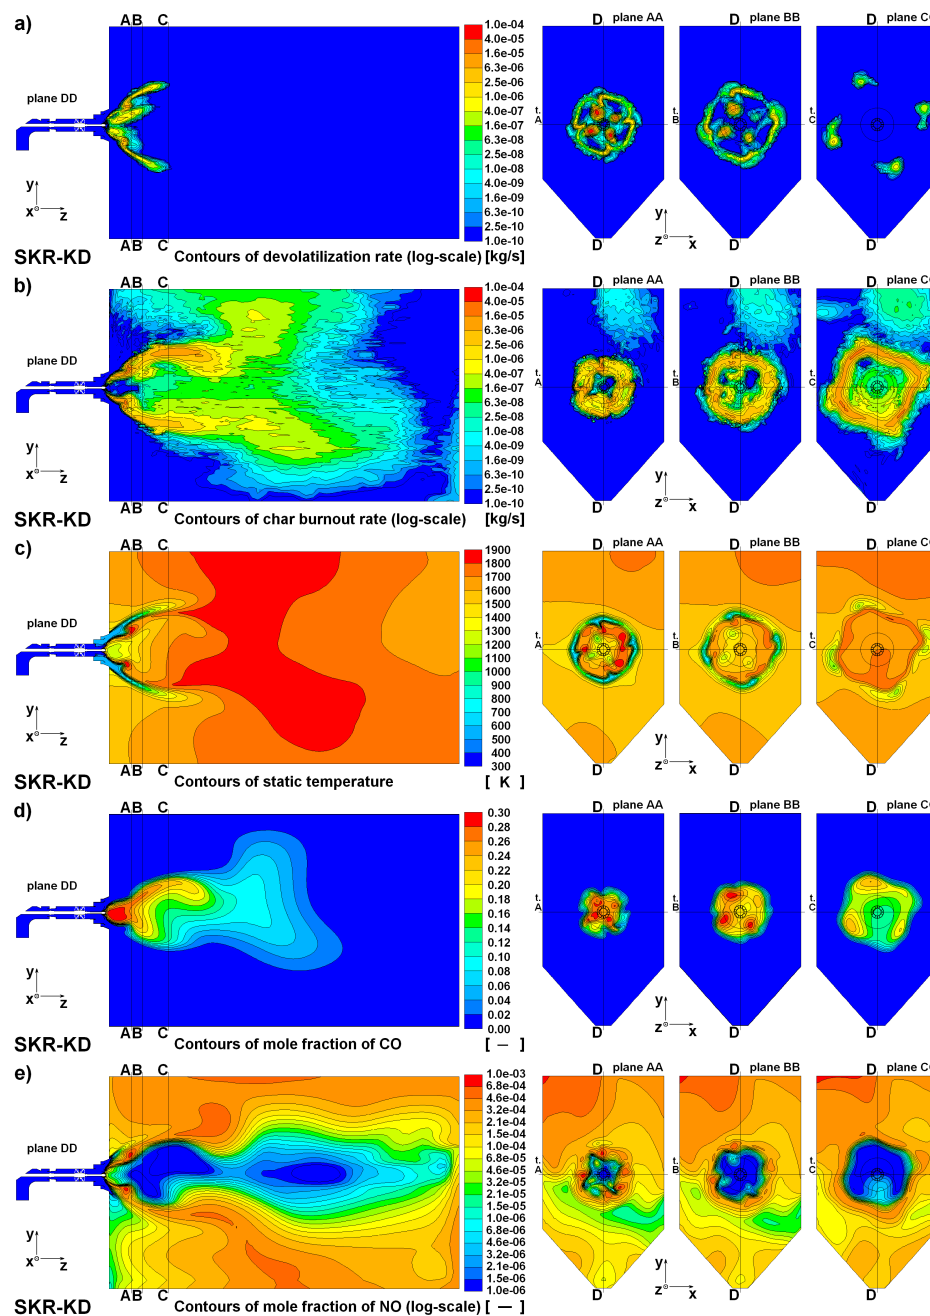 a)
AB C
plane DD
y
x z
AB C
SKR-KD
Contours of devolatilization rate (log-scale) [kg/s]
1.0e-04
4.0e-05
1.6e-05
6.3e-06
2.5e-06
1.0e-06
4.0e-07
1.6e-07
6.3e-08
2.5e-08
1.0e-08
4.0e-09
1.6e-09
6.3e-10
2.5e-10
1.0e-10
D plane AA
D plane BB
D plane C
t.
A
t.
B
t.
C
y
z x
D
D
D
b)
AB C
plane DD
y
x z
AB C
SKR-KD
Contours of char burnout rate (log-scale) [kg/s]
1.0e-04
4.0e-05
1.6e-05
6.3e-06
2.5e-06
1.0e-06
4.0e-07
1.6e-07
6.3e-08
2.5e-08
1.0e-08
4.0e-09
1.6e-09
6.3e-10
2.5e-10
1.0e-10
D plane AA
D plane BB
D plane C
t.
A
t.
B
t.
C
y
z x
D
D
D
c)
AB C
plane DD
y
x z
AB C
SKR-KD
Contours of static temperature [ K ]
1900
1800
1700
1600
1500
1400
1300
1200
1100
1000
900
800
700
600
500
400
300
D plane AA
D plane BB
D plane C
t.
A
t.
B
t.
C
y
z x
D
D
D
d)
AB C
plane DD
y
x z
AB C
SKR-KD
Contours of mole fraction of CO [ — ]
0.30
0.28
0.26
0.24
0.22
0.20
0.18
0.16
0.14
0.12
0.10
0.08
0.06
0.04
0.02
0.00
D plane AA
D plane BB
D plane C
t.
A
t.
B
t.
C
y
z x
D
D
D
e)
AB C
plane DD
y
x z
AB C
SKR-KD
Contours of mole fraction of NO (log-scale) [ — ]
1.0e-03
6.8e-04
4.6e-04
3.2e-04
2.1e-04
1.5e-04
1.0e-04
6.8e-05
4.6e-05
3.2e-05
2.1e-05
1.5e-05
1.0e-05
6.8e-06
4.6e-06
3.2e-06
2.1e-06
1.5e-06
1.0e-06
D plane AA
D plane BB
D plane C
t.
A
t.
B
t.
C
y
z x
D
D
D